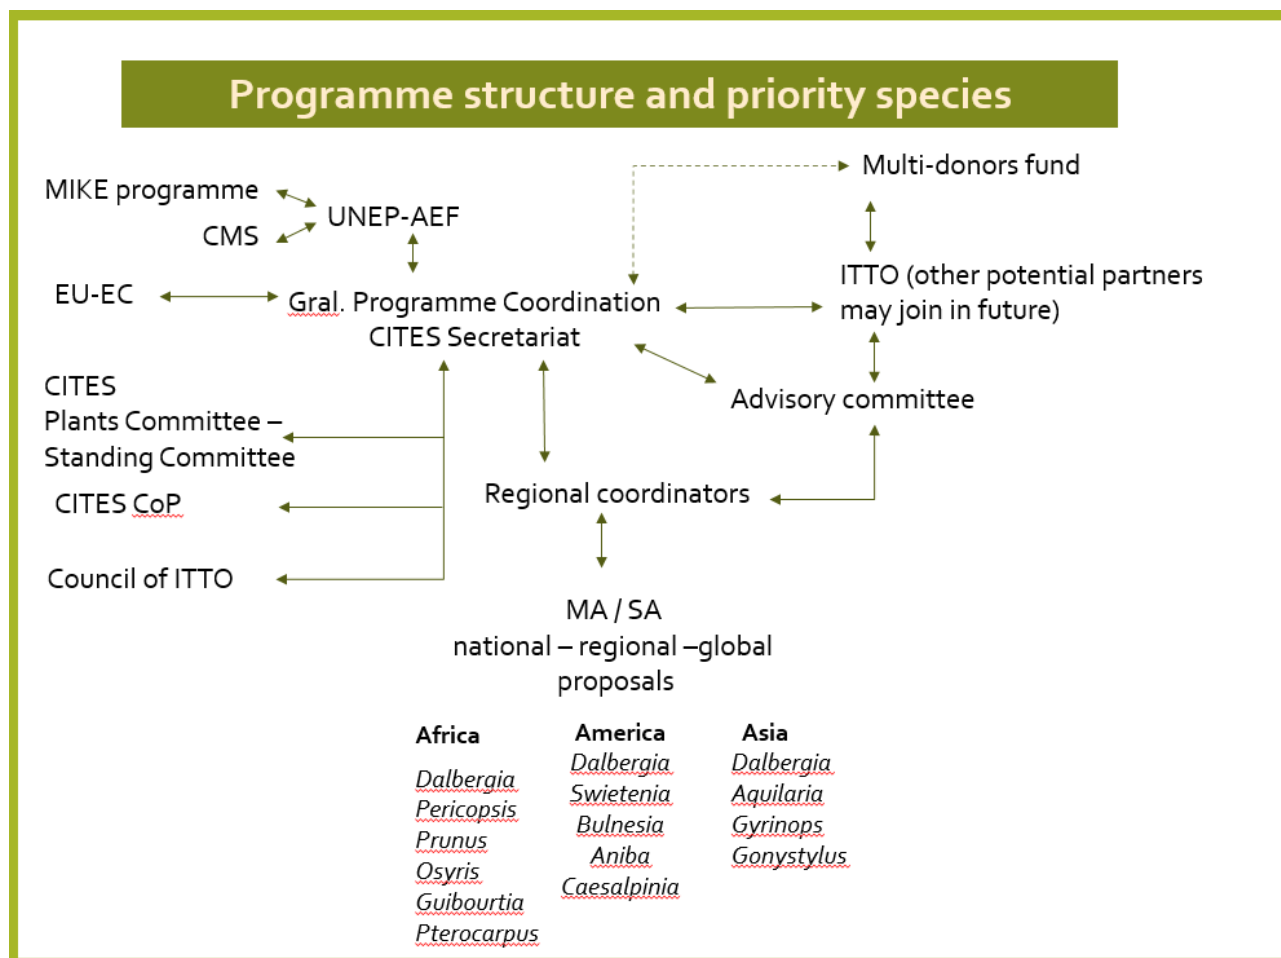 Programme structure and priority species
MIKE programme
CMS
UNEP-AEF
EU-EC
Gral. Programme Coordination
CITES Secretariat
Multi-donors fund
ITTO (other potential partners
may join in future)
Advisory committee
CITES
Plants Committee –
Standing Committee
CITES CoP
Council of ITTO
Regional coordinators
MA / SA
national – regional –global
proposals
Africa
Dalbergia
Pericopsis
Prunus
Osyris
Guibourtia
Pterocarpus
America
Dalbergia
Swietenia
Bulnesia
Aniba
Caesalpinia
Asia
Dalbergia
Aquilaria
Gyrinops
Gonystylus